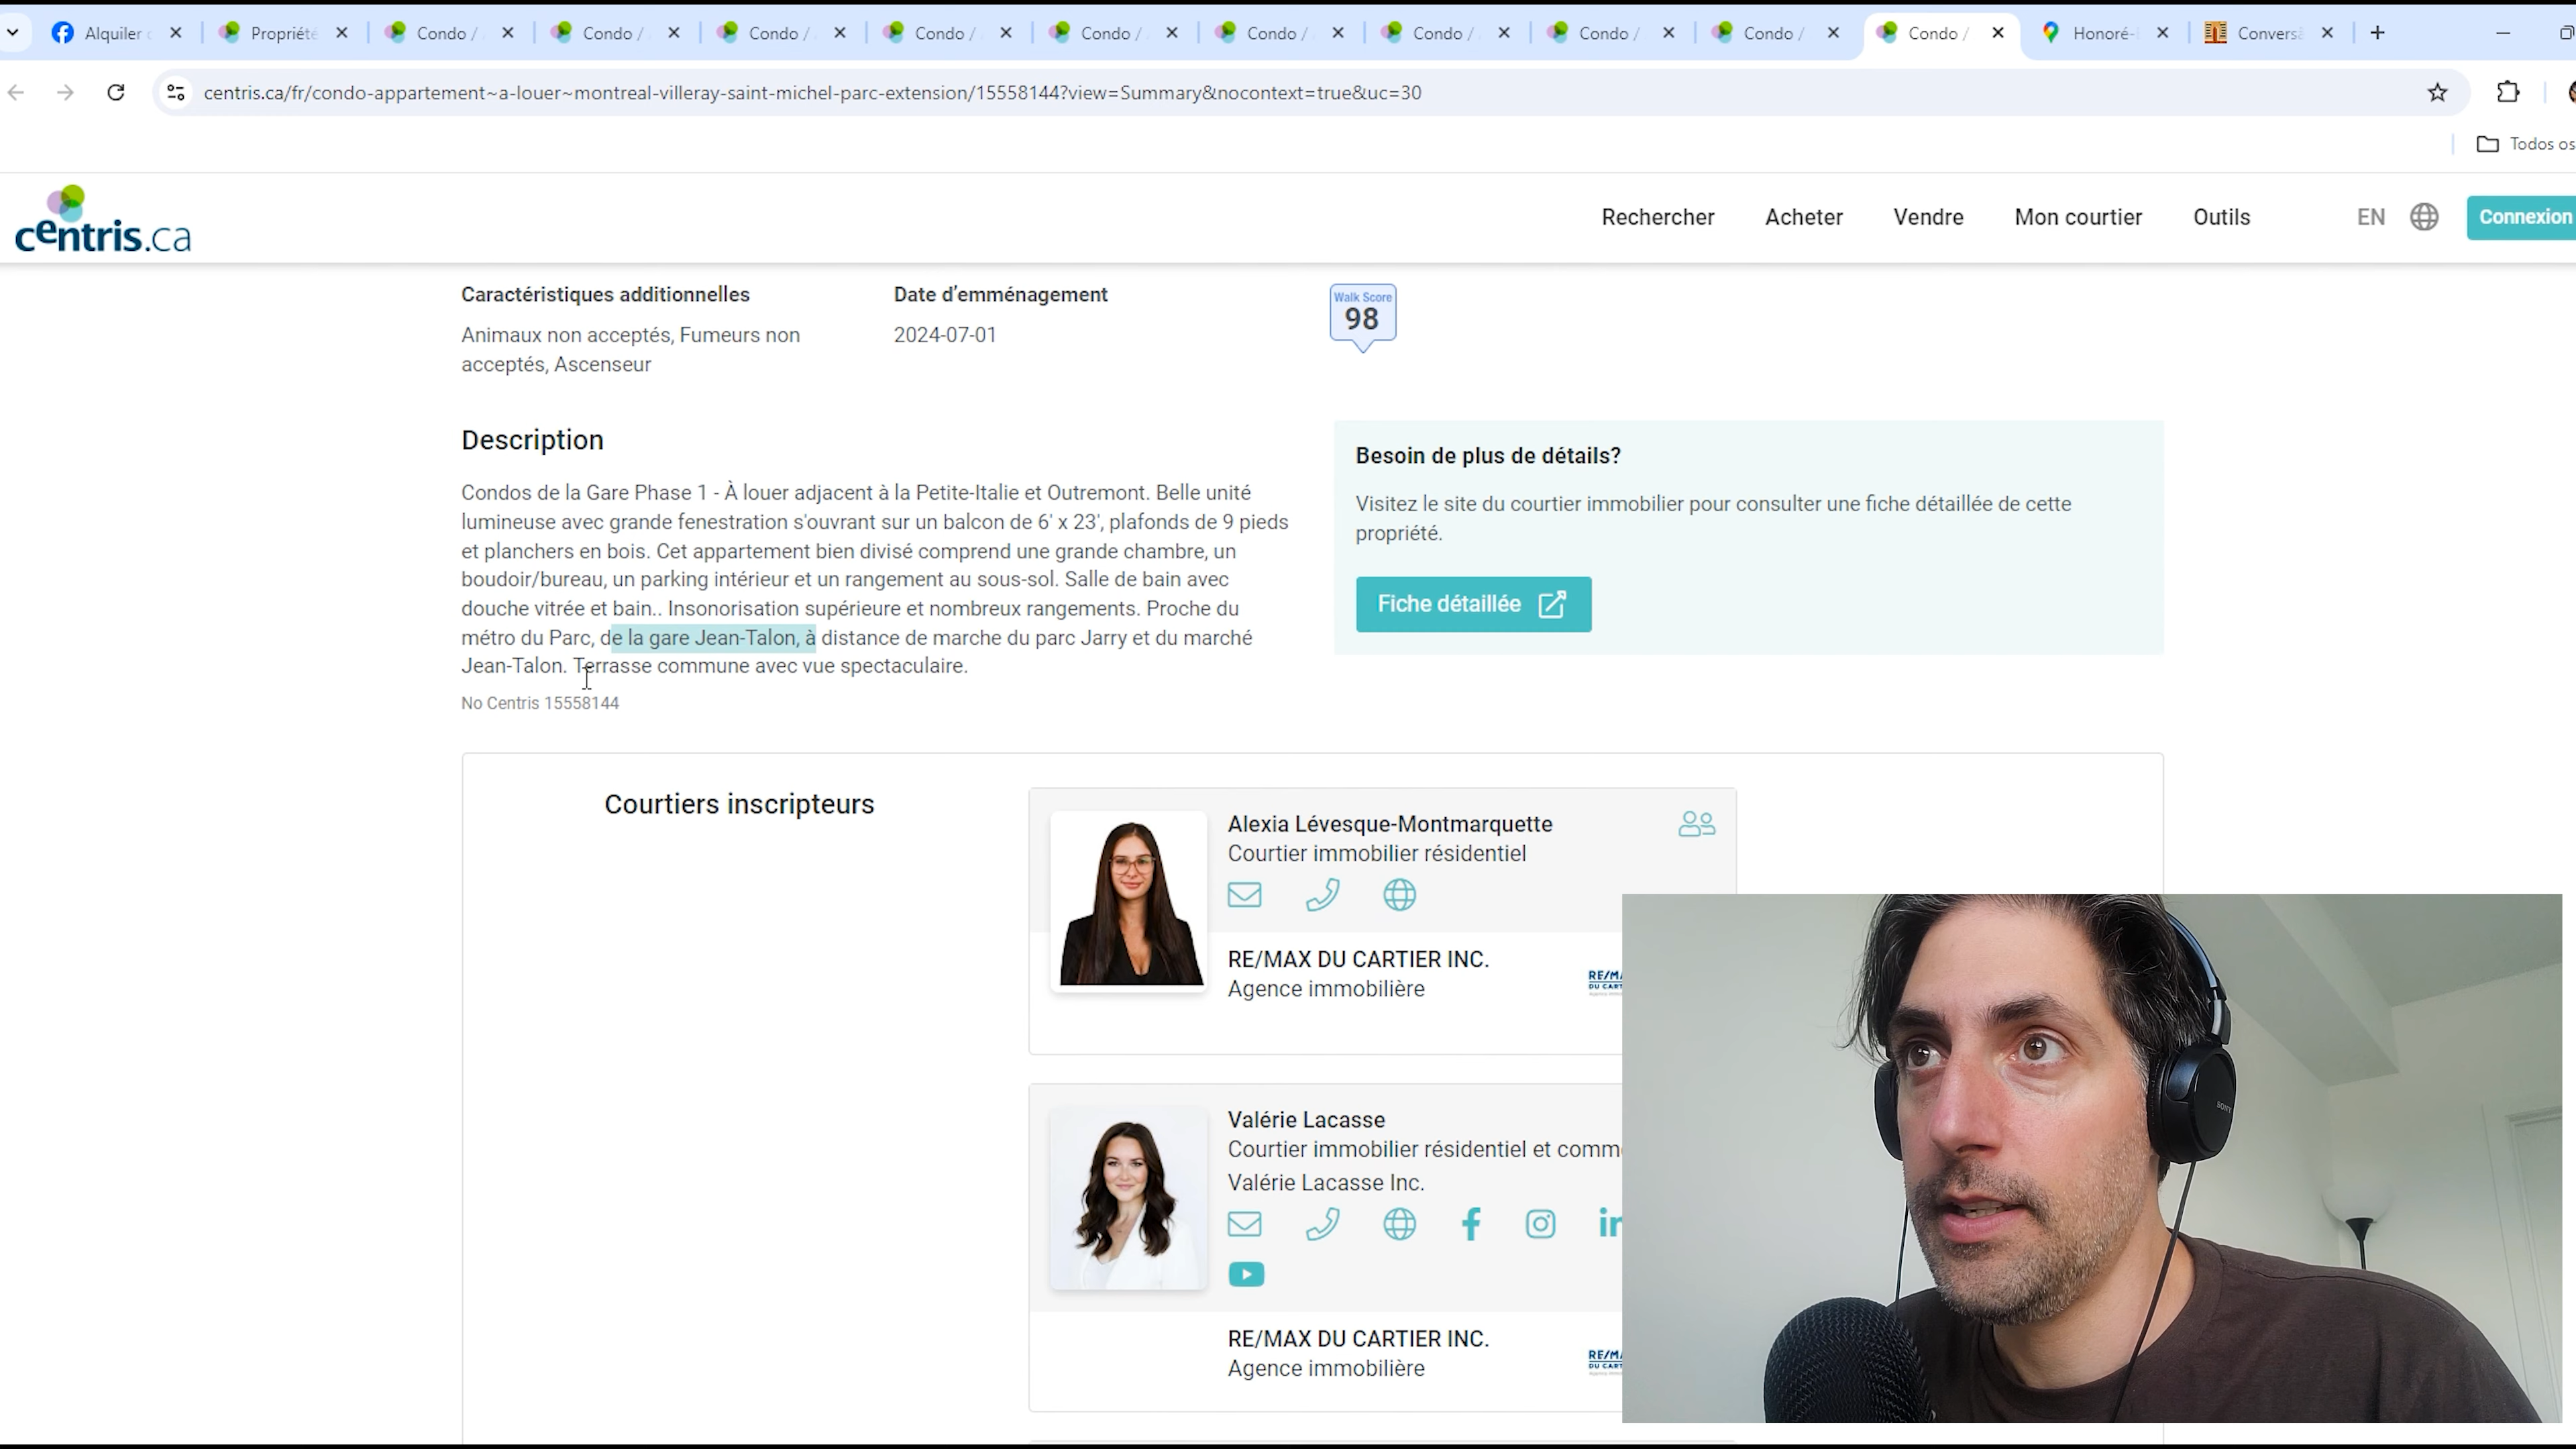 Alquiler
Propriété
Condo /
Condo /
Condo /
Condo /
Condo /
Condo /
Condo /
Condo /
Condo /
Condo /
Honoré-
Conversã
centris.ca/fr/condo-appartement~a-louer~montreal-villeray-saint-michel-parc-extension/15558144?view=Summary&nocontext=true&uc=30
Todos os
centris.ca
Rechercher
Acheter
Vendre
Mon courtier
Outils
EN
Connexion
Caractéristiques additionnelles
Animaux non acceptés, Fumeurs non
acceptés, Ascenseur
Date d'emménagement
2024-07-01
Walk Score
98
Description
Condos de la Gare Phase 1 - À louer adjacent à la Petite-Italie et Outremont. Belle unité
lumineuse avec grande fenestration s'ouvrant sur un balcon de 6' x 23', plafonds de 9 pieds
et planchers en bois. Cet appartement bien divisé comprend une grande chambre, un
boudoir/bureau, un parking intérieur et un rangement au sous-sol. Salle de bain avec
douche vitrée et bain.. Insonorisation supérieure et nombreux rangements. Proche du
métro du Parc, de la gare Jean-Talon, à distance de marche du parc Jarry et du marché
Jean-Talon. Terrasse commune avec vue spectaculaire.
No Centris 15558144
Besoin de plus de détails?
Visitez le site du courtier immobilier pour consulter une fiche détaillée de cette
propriété.
Fiche détaillée
Courtiers inscripteurs
Alexia Lévesque-Montmarquette
Courtier immobilier résidentiel
RE/MAX DU CARTIER INC.
Agence immobilière
RE/MA
DU CART
Valérie Lacasse
Courtier immobilier résidentiel et comm
Valérie Lacasse Inc.
RE/MAX DU CARTIER INC.
Agence immobilière
RE/MA
DU CART
SONY